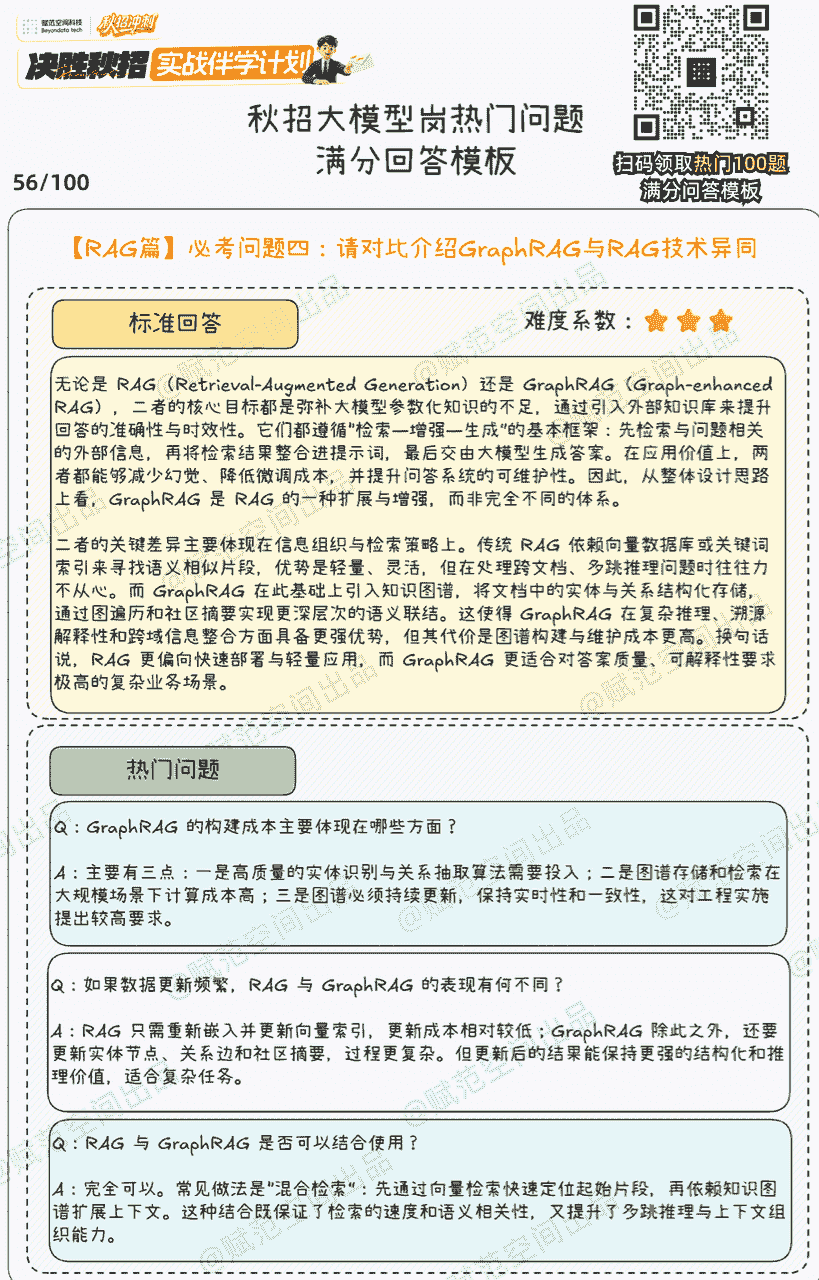 赋范空间科技
Beyondata tech
秋招冲刺
决胜秋招 实战伴学计划
秋招大模型岗热门问题
满分回答模板
扫码领取热门100题
满分问答模板
56/100
【RAG篇】必考问题四：请对比介绍GraphRAG与RAG技术异同
标准回答
难度系数：
无论是 RAG（Retrieval-Augmented Generation）还是 GraphRAG（Graph-enhanced
RAG），二者的核心目标都是弥补大模型参数化知识的不足，通过引入外部知识库来提升
回答的准确性与时效性。它们都遵循"检索—增强—生成"的基本框架：先检索与问题相关
的外部信息，再将检索结果整合进提示词，最后交由大模型生成答案。在应用价值上，两
者都能够减少幻觉、降低微调成本，并提升问答系统的可维护性。因此，从整体设计思路
上看，GraphRAG 是 RAG 的一种扩展与增强，而非完全不同的体系。
二者的关键差异主要体现在信息组织与检索策略上。传统 RAG 依赖向量数据库或关键词
索引来寻找语义相似片段，优势是轻量、灵活，但在处理跨文档、多跳推理问题时往往力
不从心。而 GraphRAG 在此基础上引入知识图谱，将文档中的实体与关系结构化存储，
通过图遍历和社区摘要实现更深层次的语义联结。这使得 GraphRAG 在复杂推理、溯源
解释性和跨域信息整合方面具备更强优势，但其代价是图谱构建与维护成本更高。换句话
说，RAG 更偏向快速部署与轻量应用，而 GraphRAG 更适合对答案质量、可解释性要求
极高的复杂业务场景。
热门问题
Q：GraphRAG 的构建成本主要体现在哪些方面？
A：主要有三点：一是高质量的实体识别与关系抽取算法需要投入；二是图谱存储和检索在
大规模场景下计算成本高；三是图谱必须持续更新，保持实时性和一致性，这对工程实施
提出较高要求。
Q：如果数据更新频繁，RAG 与 GraphRAG 的表现有何不同？
A：RAG 只需重新嵌入并更新向量索引，更新成本相对较低；GraphRAG 除此之外，还要
更新实体节点、关系边和社区摘要，过程更复杂。但更新后的结果能保持更强的结构化和推
理价值，适合复杂任务。
Q：RAG 与 GraphRAG 是否可以结合使用？
A：完全可以。常见做法是"混合检索"：先通过向量检索快速定位起始片段，再依赖知识图
谱扩展上下文。这种结合既保证了检索的速度和语义相关性，又提升了多跳推理与上下文组
织能力。
@赋范空间出品